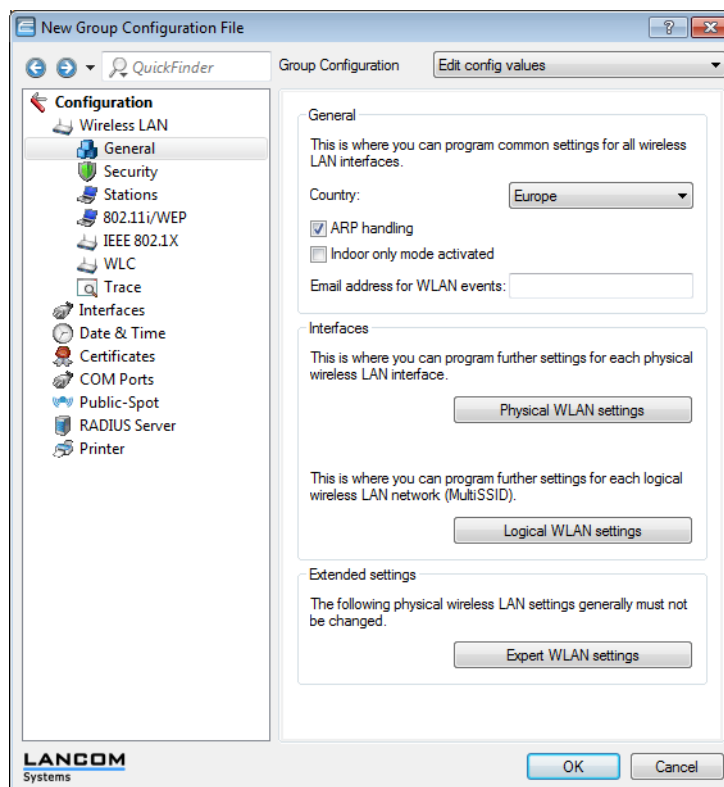 New Group Configuration File
QuickFinder
Group Configuration
Edit config values
Configuration
Wireless LAN
General
Security
Stations
802.11i/WEP
IEEE 802.1X
WLC
Trace
Interfaces
Date & Time
Certificates
COM Ports
Public-Spot
RADIUS Server
Printer
General
This is where you can program common settings for all wireless
LAN interfaces.
Country:
Europe
ARP handling
Indoor only mode activated
Email address for WLAN events:
Interfaces
This is where you can program further settings for each physical
wireless LAN interface.
Physical WLAN settings
This is where you can program further settings for each logical
wireless LAN network (MultiSSID).
Logical WLAN settings
Extended settings
The following physical wireless LAN settings generally must not
be changed.
Expert WLAN settings
LANCOM
Systems
OK
Cancel